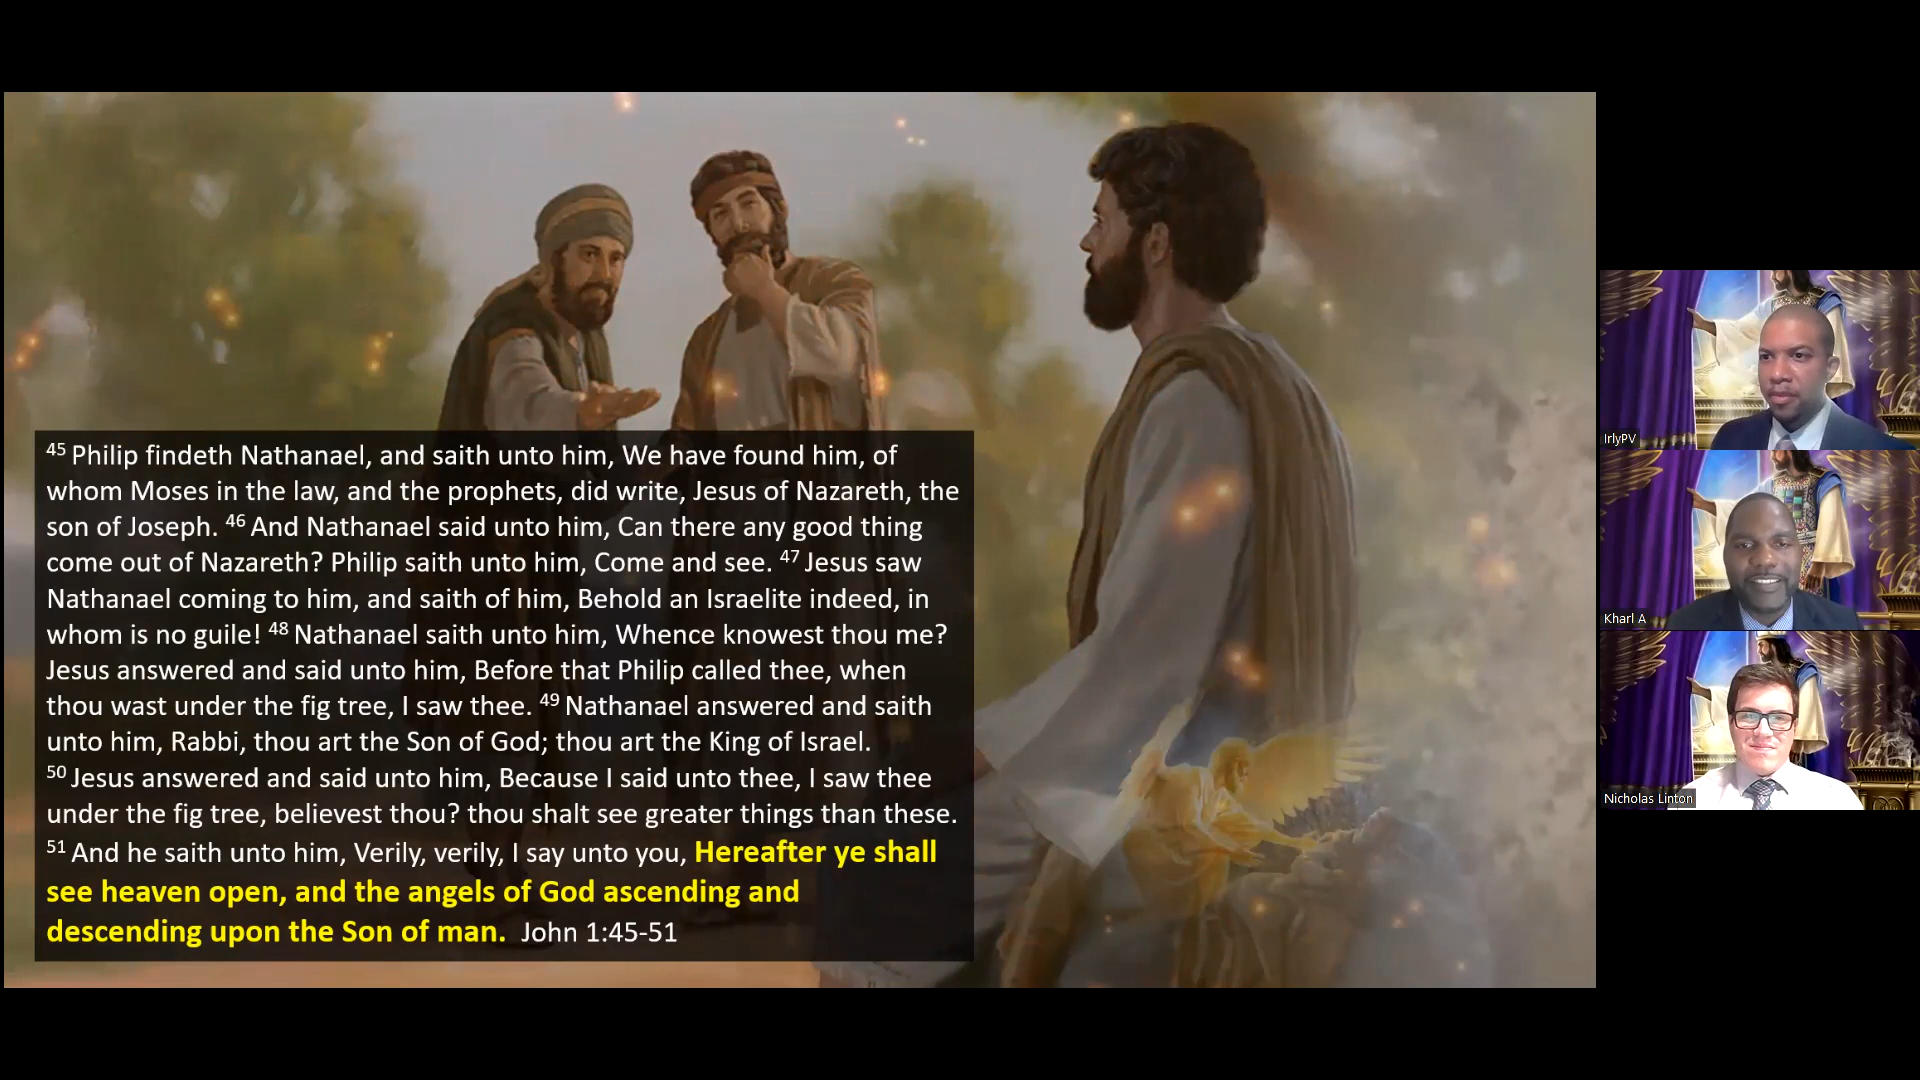 45 Philip findeth Nathanael, and saith unto him, We have found him, of
whom Moses in the law, and the prophets, did write, Jesus of Nazareth, the
son of Joseph. 46 And Nathanael said unto him, Can there any good thing
come out of Nazareth? Philip saith unto him, Come and see. 47 Jesus saw
Nathanael coming to him, and saith of him, Behold an Israelite indeed, in
whom is no guile! 48 Nathanael saith unto him, Whence knowest thou me?
Jesus answered and said unto him, Before that Philip called thee, when
thou wast under the fig tree, I saw thee. 49 Nathanael answered and saith
unto him, Rabbi, thou art the Son of God; thou art the King of Israel.
50 Jesus answered and said unto him, Because I said unto thee, I saw thee
under the fig tree, believest thou? thou shalt see greater things than these.
51 And he saith unto him, Verily, verily, I say unto you, Hereafter ye shall
see heaven open, and the angels of God ascending and
descending upon the Son of man. John 1:45-51
IrlyPV
Kharl A
Nicholas Linton